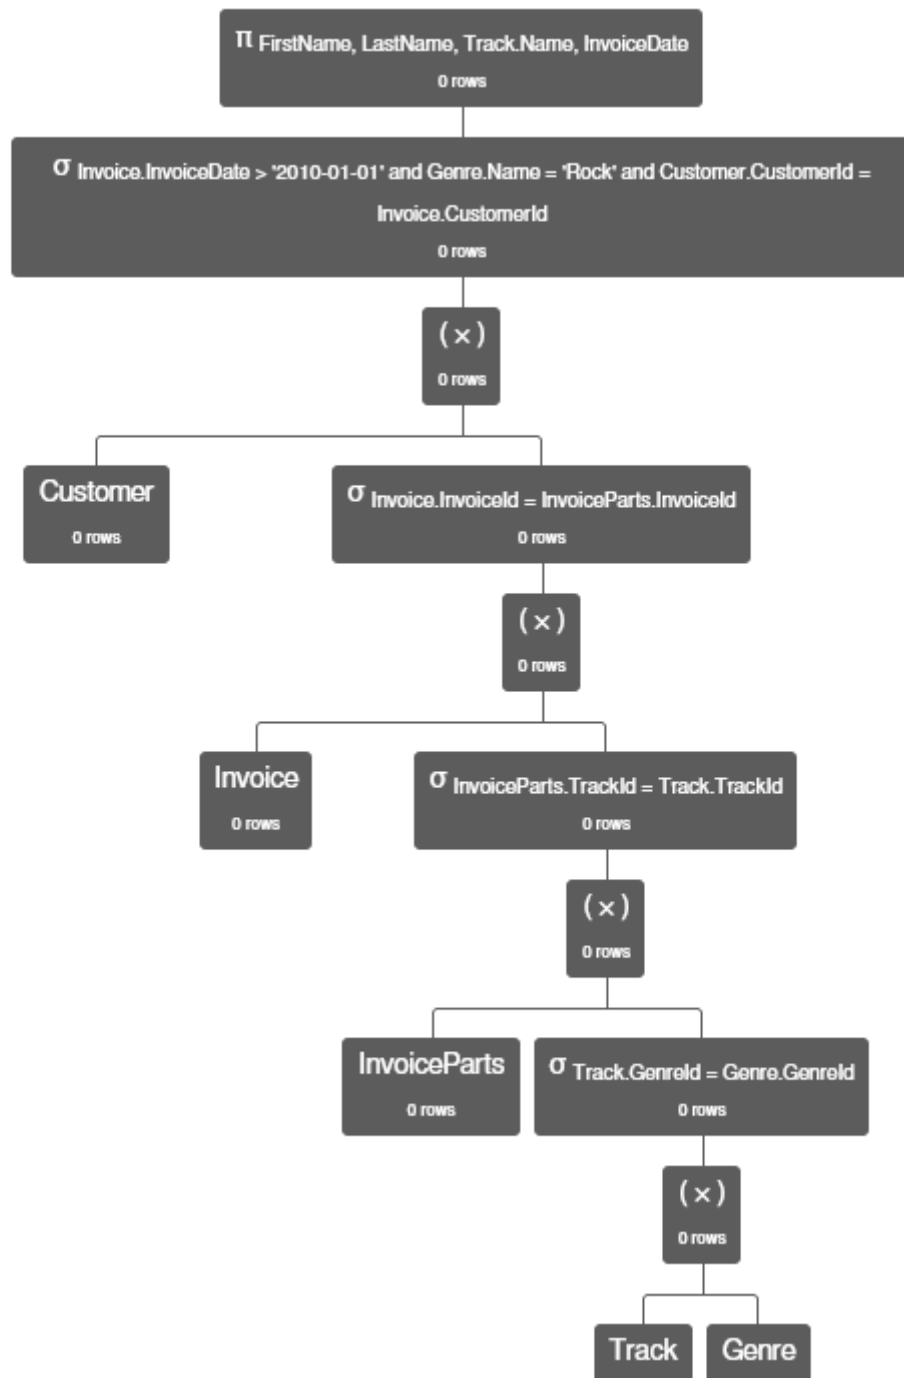 π FirstName, LastName, Track.Name, InvoiceDate
0 rows
σ Invoice.InvoiceDate > '2010-01-01' and Genre.Name = 'Rock' and Customer.CustomerId =
Invoice.CustomerId
0 rows
(×)
0 rows
Customer
0 rows
σ Invoice.InvoiceId = InvoiceParts.InvoiceId
0 rows
(×)
0 rows
Invoice
0 rows
σ InvoiceParts.TrackId = Track.TrackId
0 rows
(×)
0 rows
InvoiceParts
0 rows
σ Track.GenreId = Genre.GenreId
0 rows
(×)
0 rows
Track
Genre